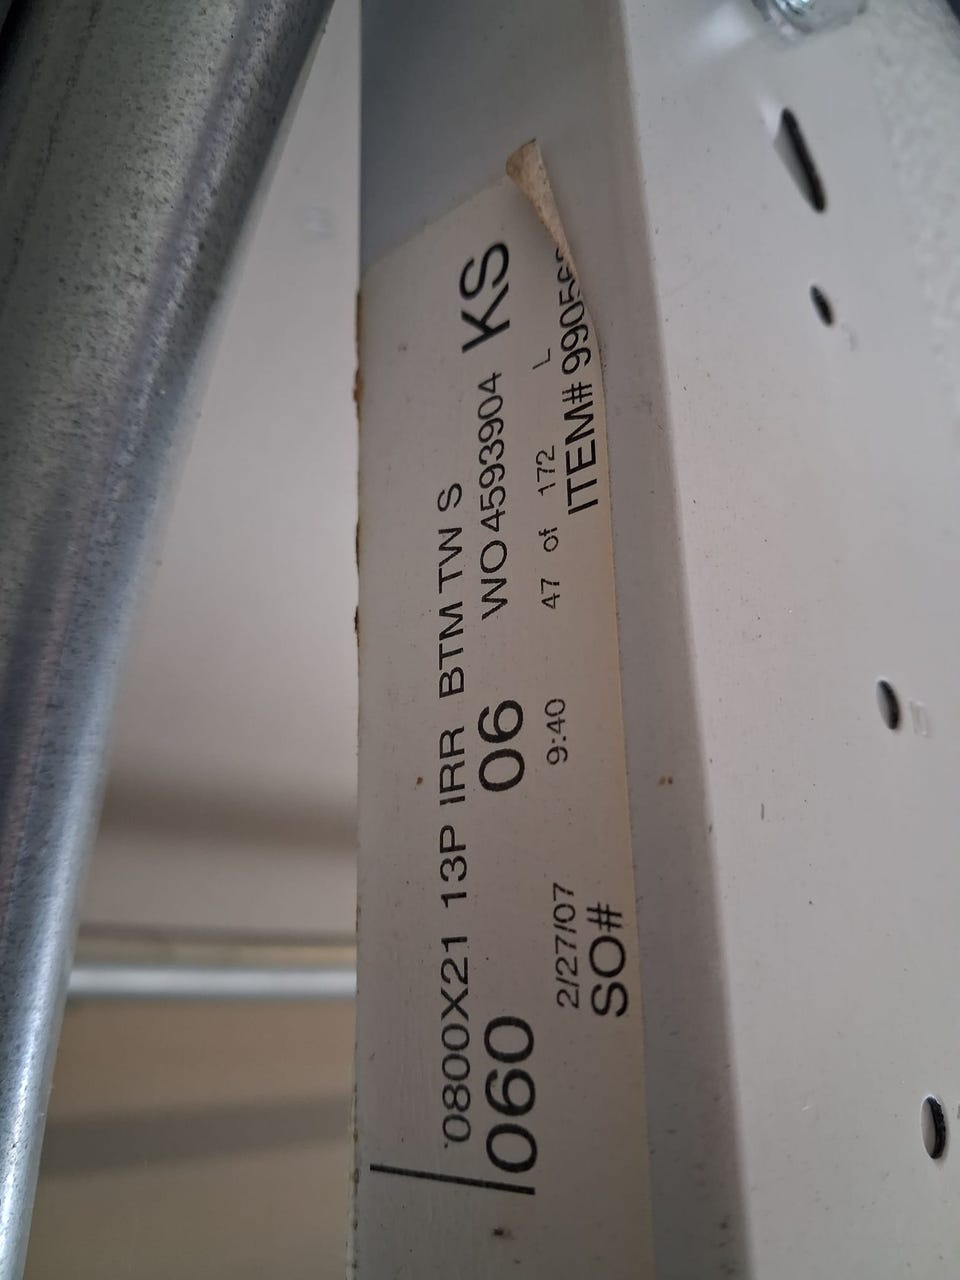 0800X21 13P IRR BTM TW S
060 06 WO4593904 KS
2/27/07 9:40 47 of 172 L
SO# ITEM#